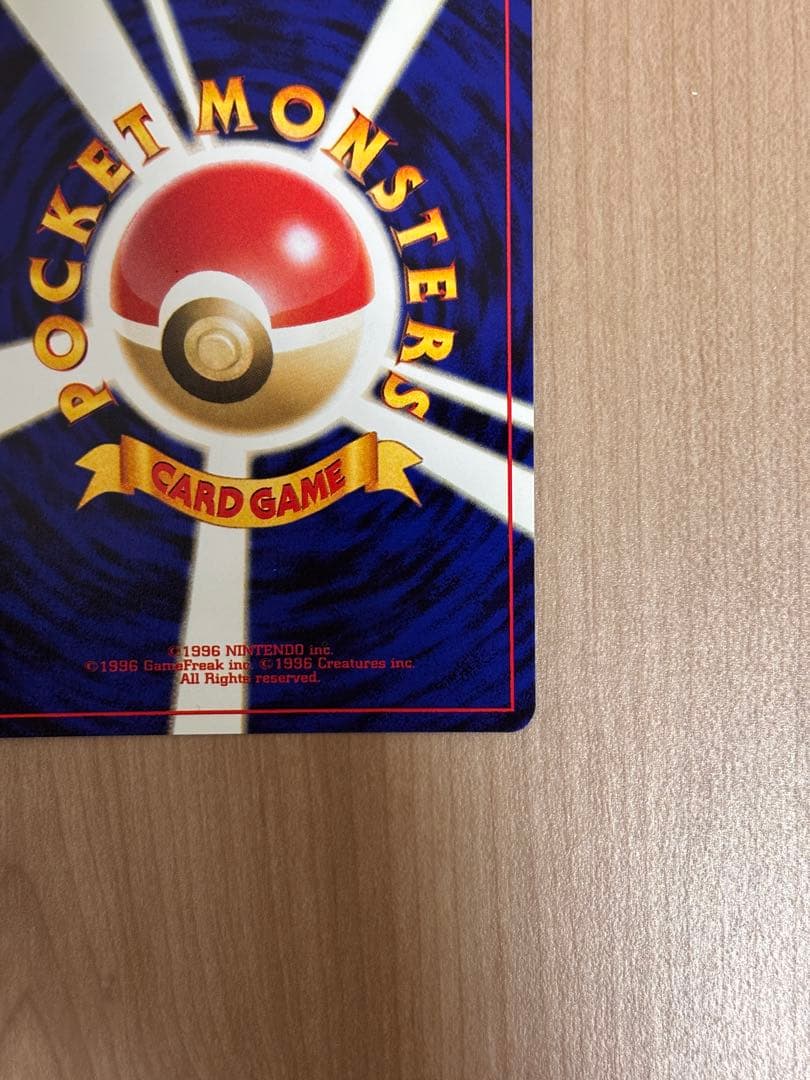 POCKET MONSTERS
CARD GAME
©1996 NINTENDO inc.
©1996 GameFreak inc. ©1996 Creatures inc.
All Rights reserved.